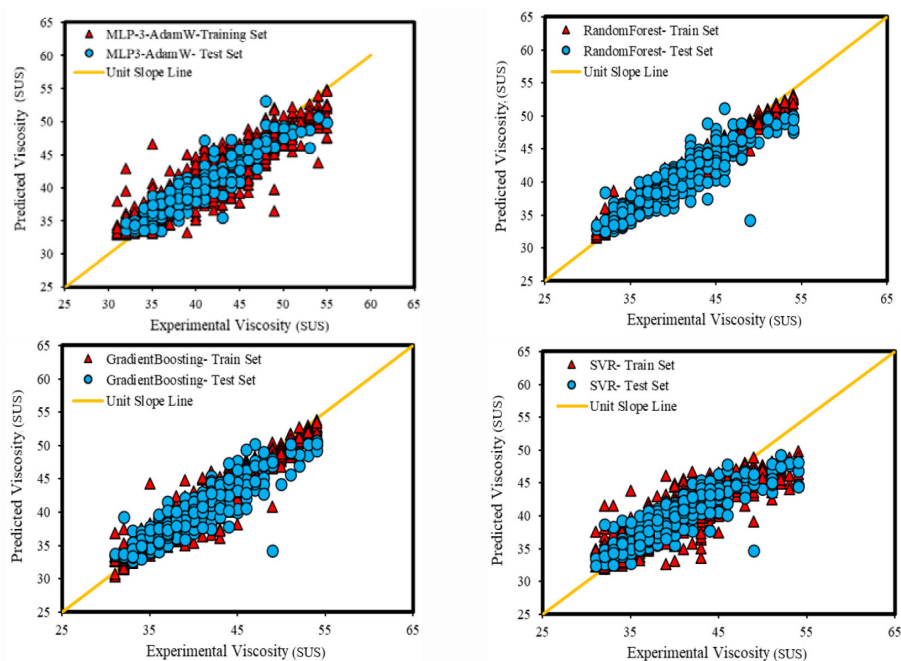 65
60
55
50
45
40
35
30
25
Predicted Viscosity (SUS)
MLP-3-AdamW-Training Set
MLP3-AdamW- Test Set
Unit Slope Line
25 30 35 40 45 50 55 60 65
Experimental Viscosity (SUS)
65
60
55
50
45
40
35
30
25
Predicted Viscosity, (SUS)
RandomForest- Train Set
RandomForest- Test Set
Unit Slope Line
25 35 45 55 65
Experimental Viscosity (SUS)
65
60
55
50
45
40
35
30
25
Predicted Viscosity (SUS)
GradientBoosting- Train Set
GradientBoosting- Test Set
Unit Slope Line
25 35 45 55 65
Experimental Viscosity (SUS)
65
60
55
50
45
40
35
30
25
Predicted Viscosity (SUS)
SVR- Train Set
SVR- Test Set
Unit Slope Line
25 35 45 55 65
Experimental Viscosity (SUS)